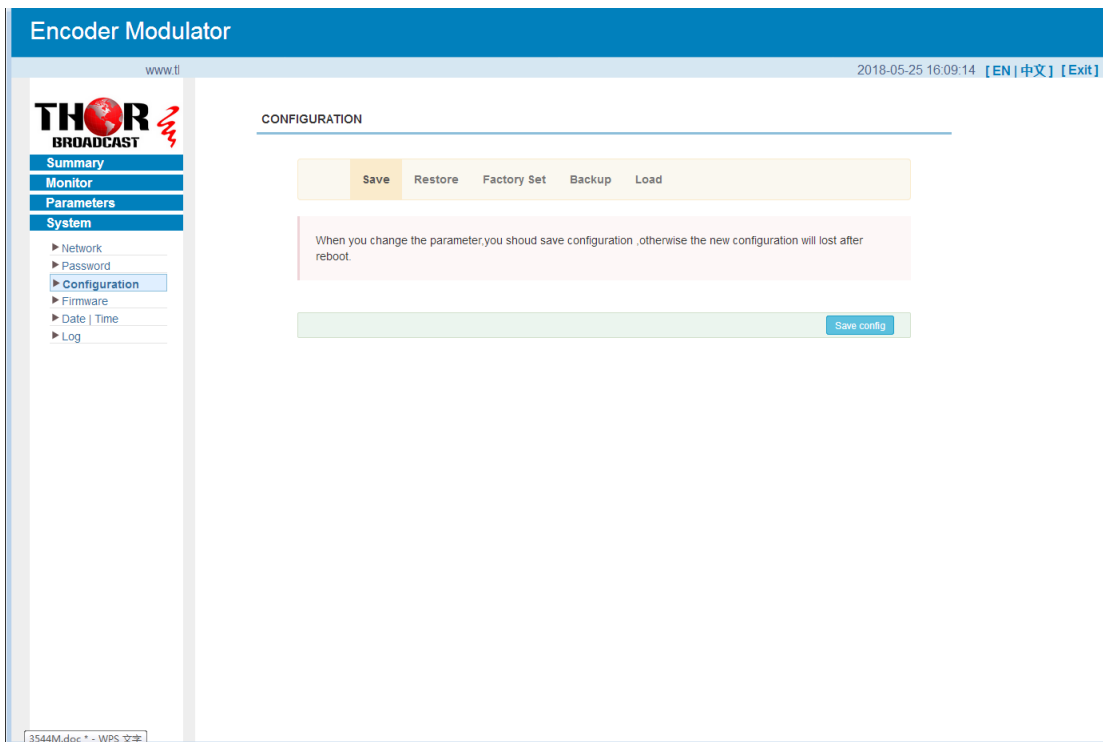 Encoder Modulator
www.tl
2018-05-25 16:09:14 [ EN | 中文 ] [ Exit ]
THOR
BROADCAST
Summary
Monitor
Parameters
System
Network
Password
Configuration
Firmware
Date | Time
Log
CONFIGURATION
Save Restore Factory Set Backup Load
When you change the parameter,you shoud save configuration ,otherwise the new configuration will lost after
reboot.
Save config
3544M.doc * - WPS 文字